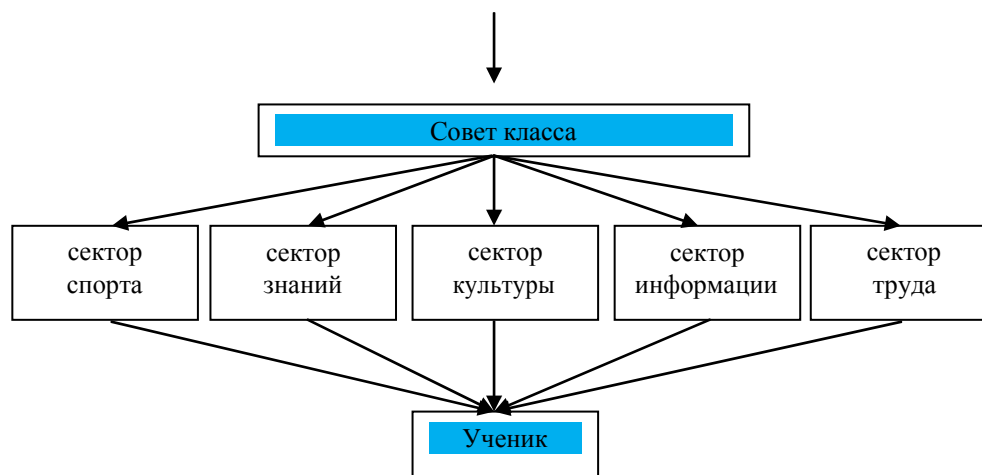 Совет класса
сектор
спорта
сектор
знаний
сектор
культуры
сектор
информации
сектор
труда
Ученик